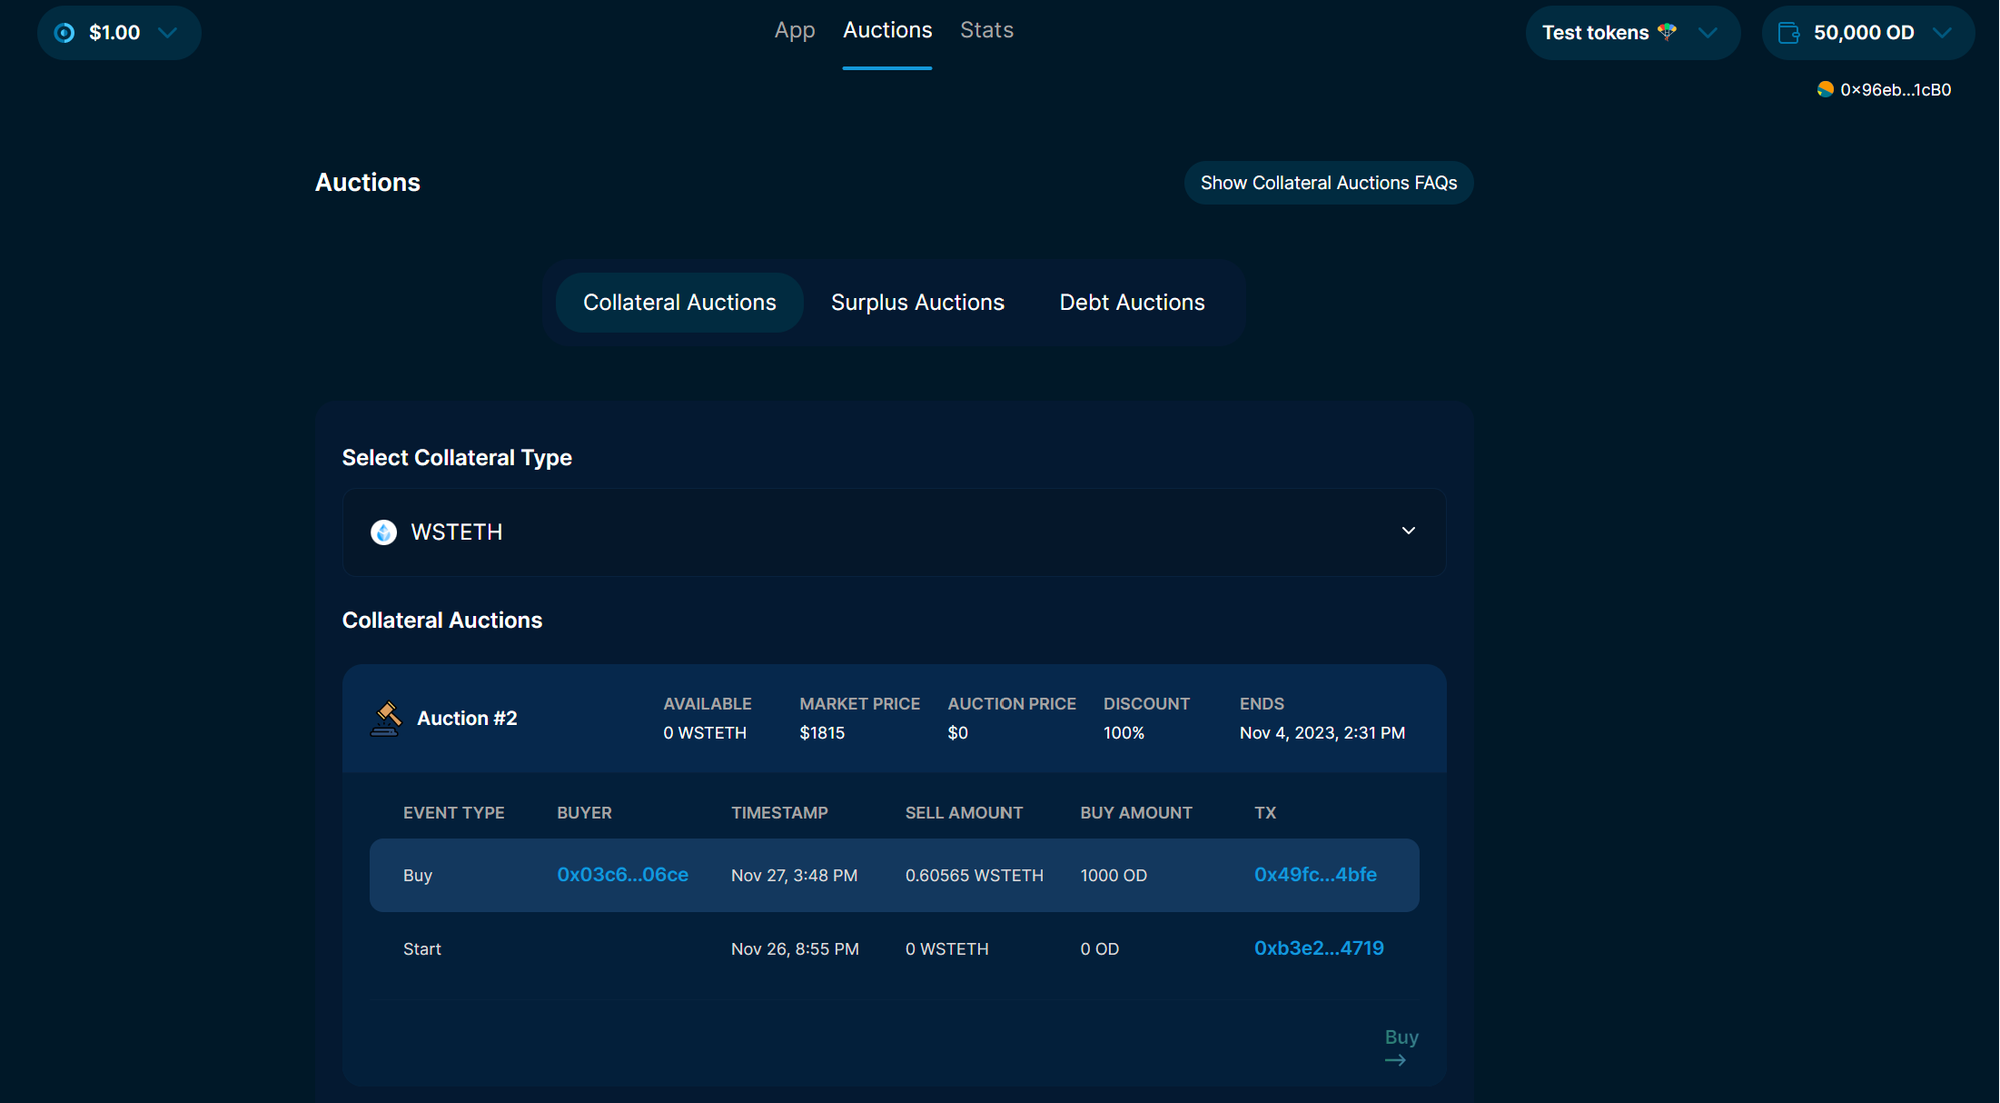 $1.00
App Auctions Stats
Test tokens
50,000 OD
0×96eb...1cB0
Auctions
Show Collateral Auctions FAQs
Collateral Auctions Surplus Auctions Debt Auctions
Select Collateral Type
WSTETH
Collateral Auctions
Auction #2
AVAILABLE MARKET PRICE AUCTION PRICE DISCOUNT ENDS
0 WSTETH $1815 $0 100% Nov 4, 2023, 2:31 PM
EVENT TYPE BUYER TIMESTAMP SELL AMOUNT BUY AMOUNT TX
Buy 0x03c6...06ce Nov 27, 3:48 PM 0.60565 WSTETH 1000 OD 0x49fc...4bfe
Start Nov 26, 8:55 PM 0 WSTETH 0 OD 0xb3e2...4719
Buy